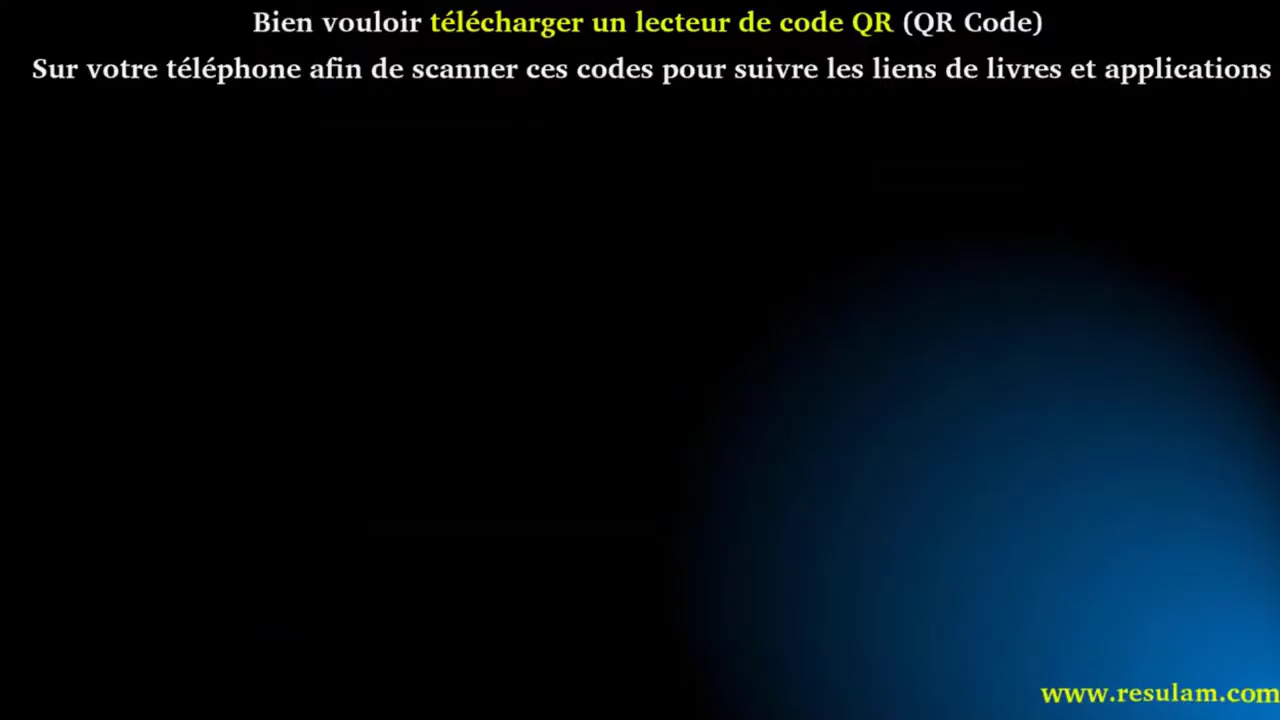 Bien vouloir télécharger un lecteur de code QR (QR Code)
Sur votre téléphone afin de scanner ces codes pour suivre les liens de livres et applications
www.resulam.com